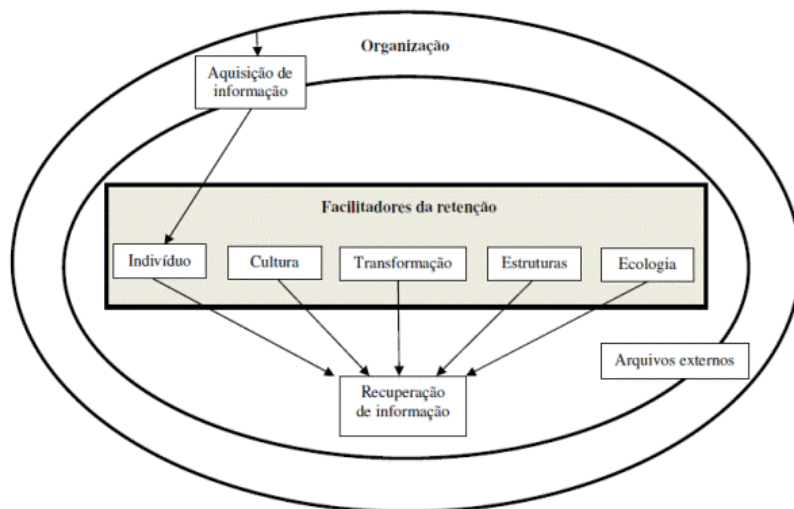 Organização
Aquisição de
informação
Facilitadores da retenção
Indivíduo
Cultura
Transformação
Estruturas
Ecologia
Arquivos externos
Recuperação
de informação